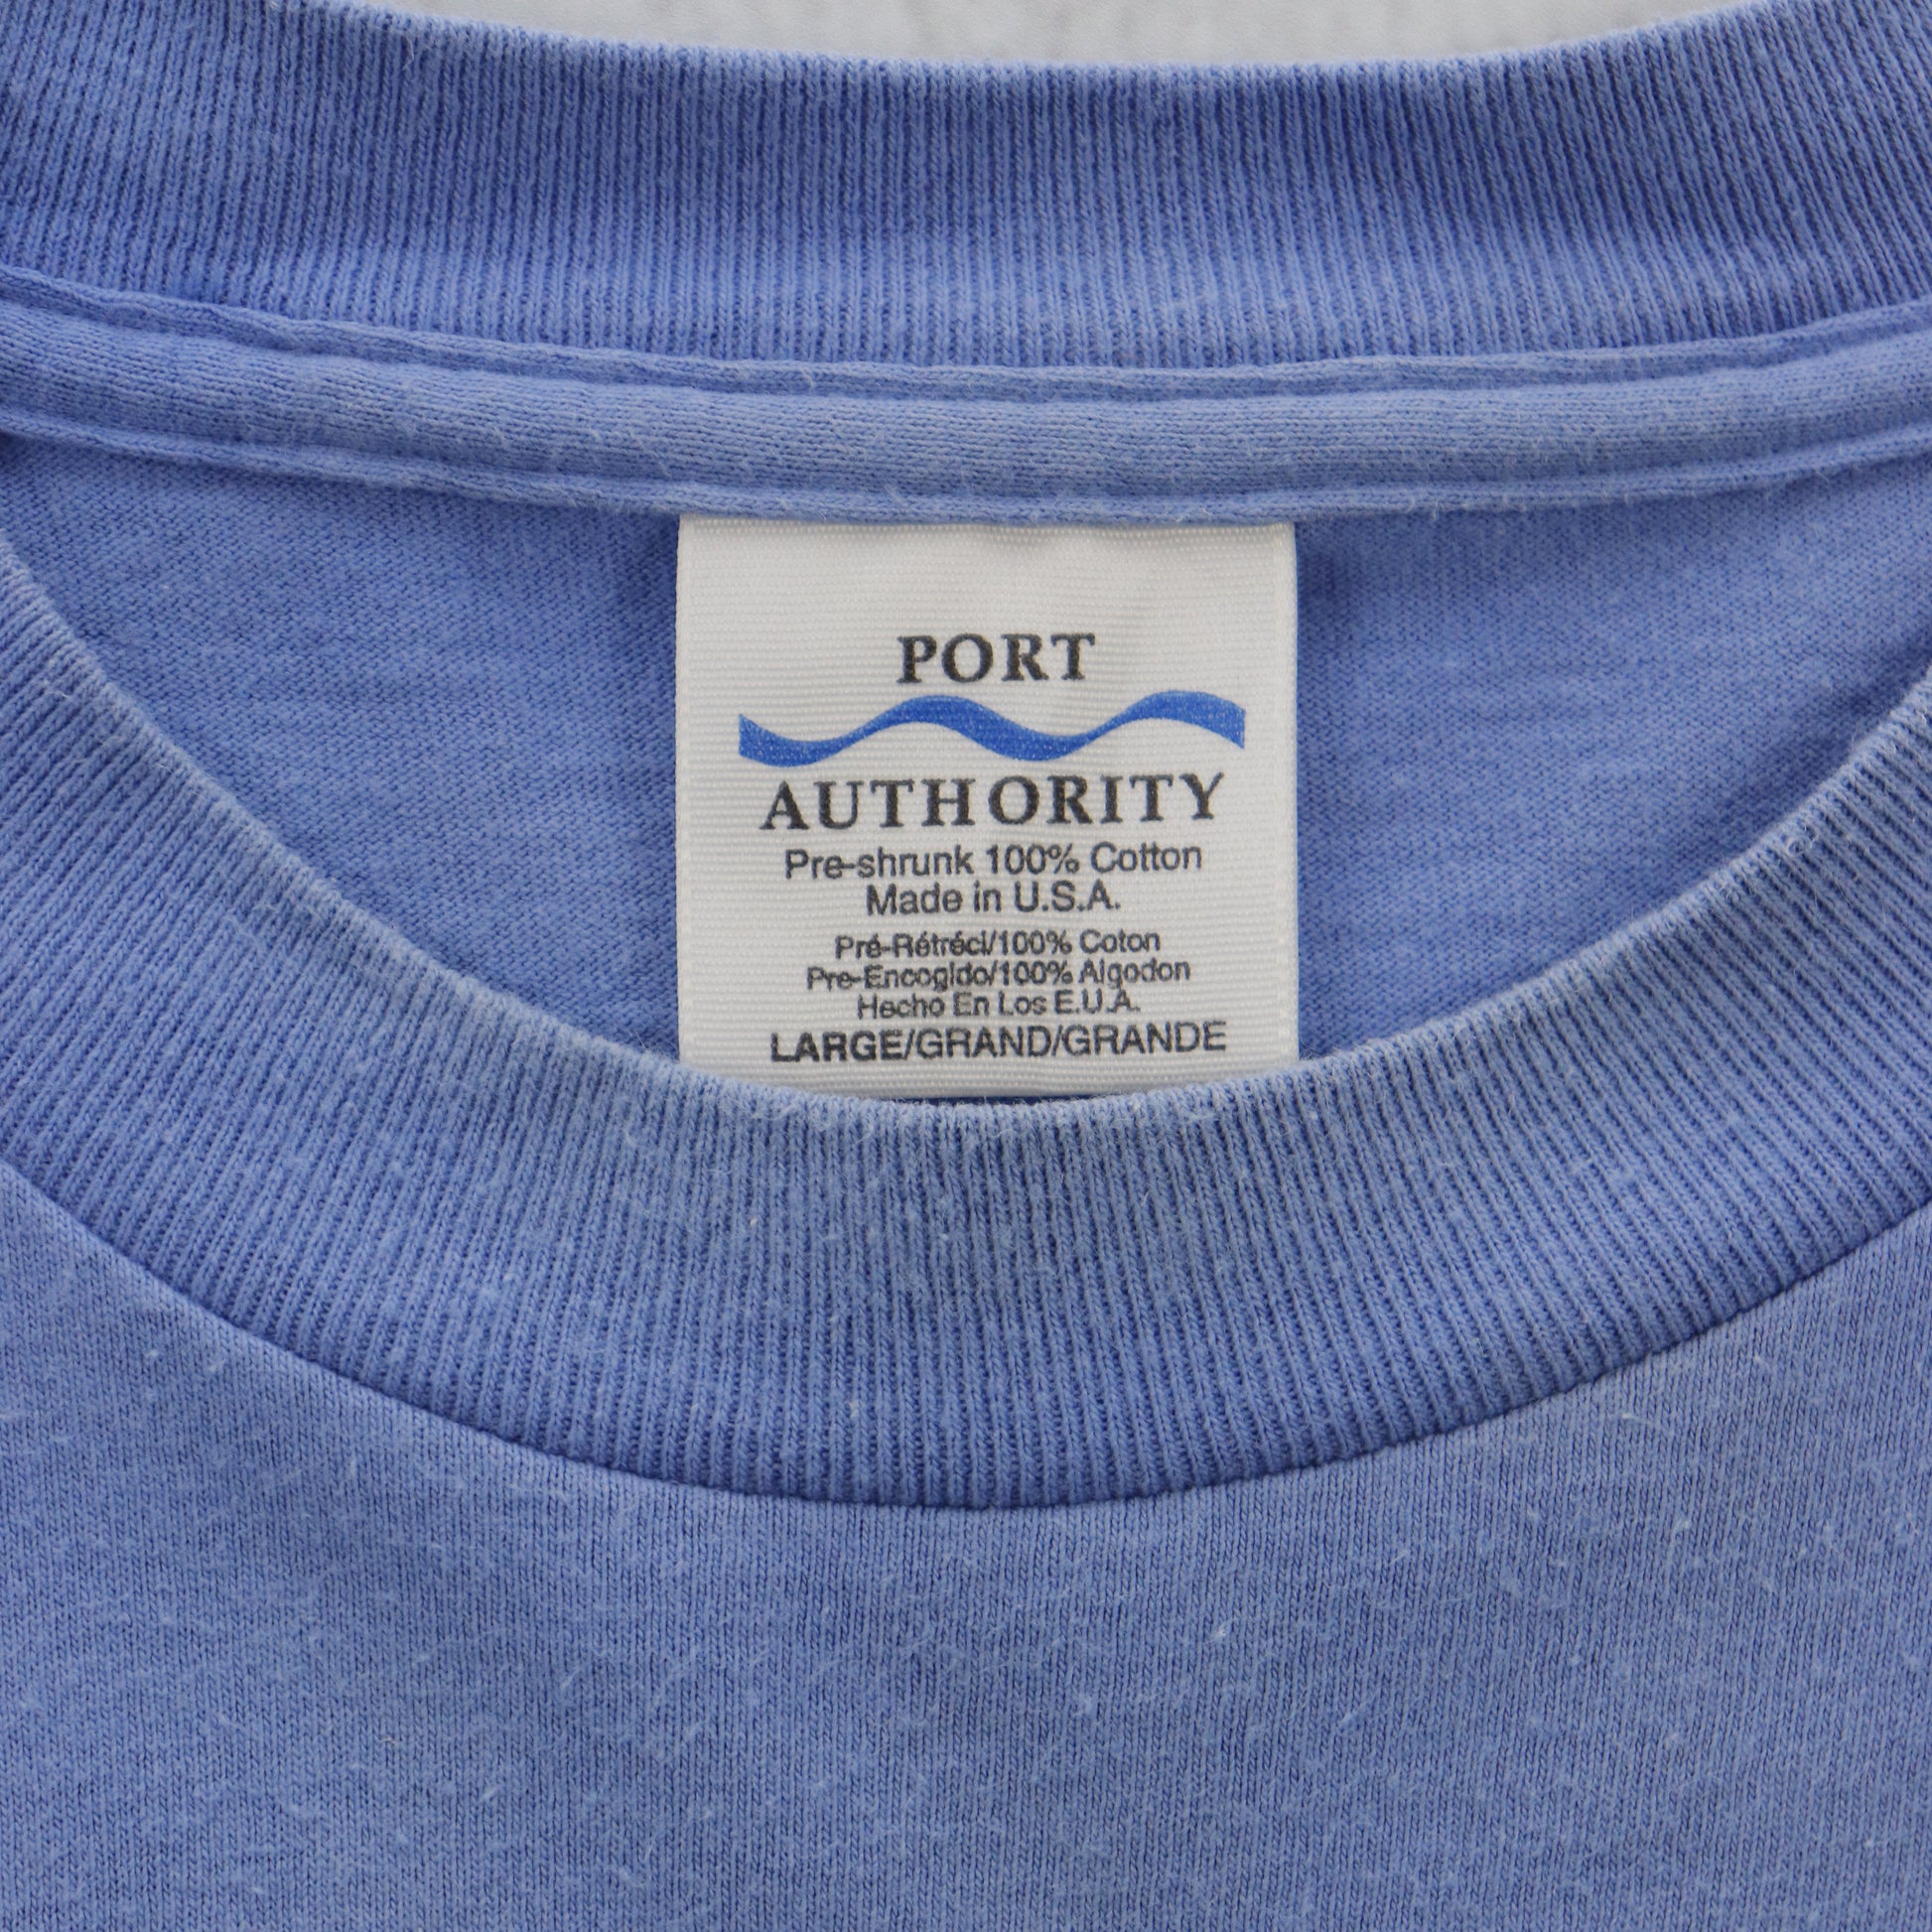 PORT
AUTHORITY
Pre-shrunk 100% Cotton
Made in U.S.A.
Pré-Rétréci/100% Coton
Pre-Encogido/100% Algodon
Hecho En Los E.U.A.
LARGE/GRAND/GRANDE